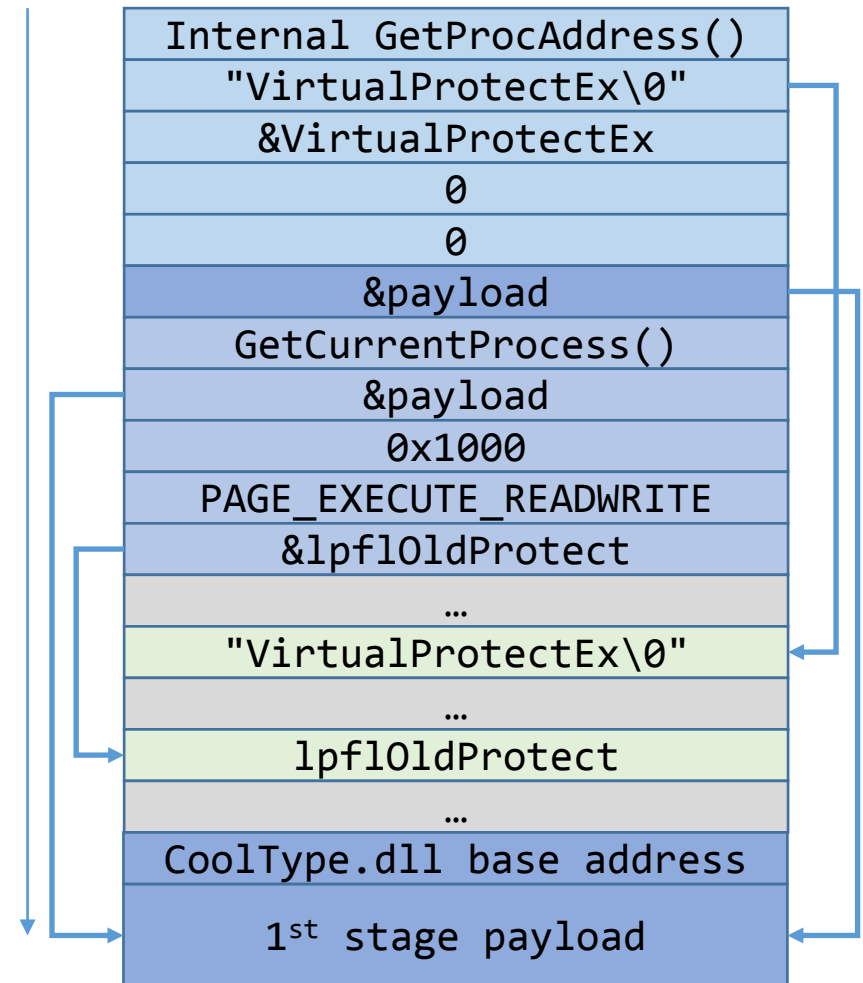 Internal GetProcAddress()
"VirtualProtectEx\0"
&VirtualProtectEx
0
0
&payload
GetCurrentProcess()
&payload
0x1000
PAGE_EXECUTE_READWRITE
&lpflOldProtect
…
"VirtualProtectEx\0"
…
lpflOldProtect
…
CoolType.dll base address
1st stage payload